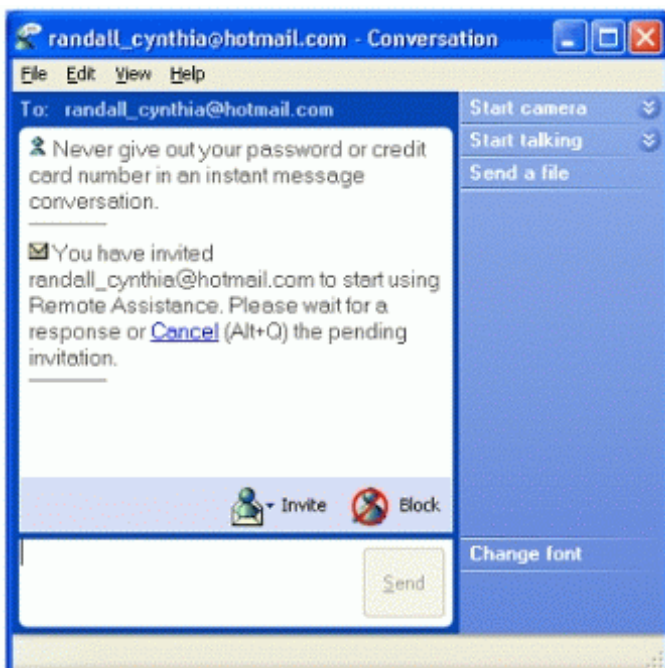 randall_cynthia@hotmail.com - Conversation
File Edit View Help
To: randall_cynthia@hotmail.com
Never give out your password or credit
card number in an instant message
conversation.
You have invited
randall_cynthia@hotmail.com to start using
Remote Assistance. Please wait for a
response or Cancel (Alt+Q) the pending
invitation.
Invite Block
Send
Start camera
Start talking
Send a file
Change font